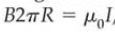 B2πR = μ₀I,